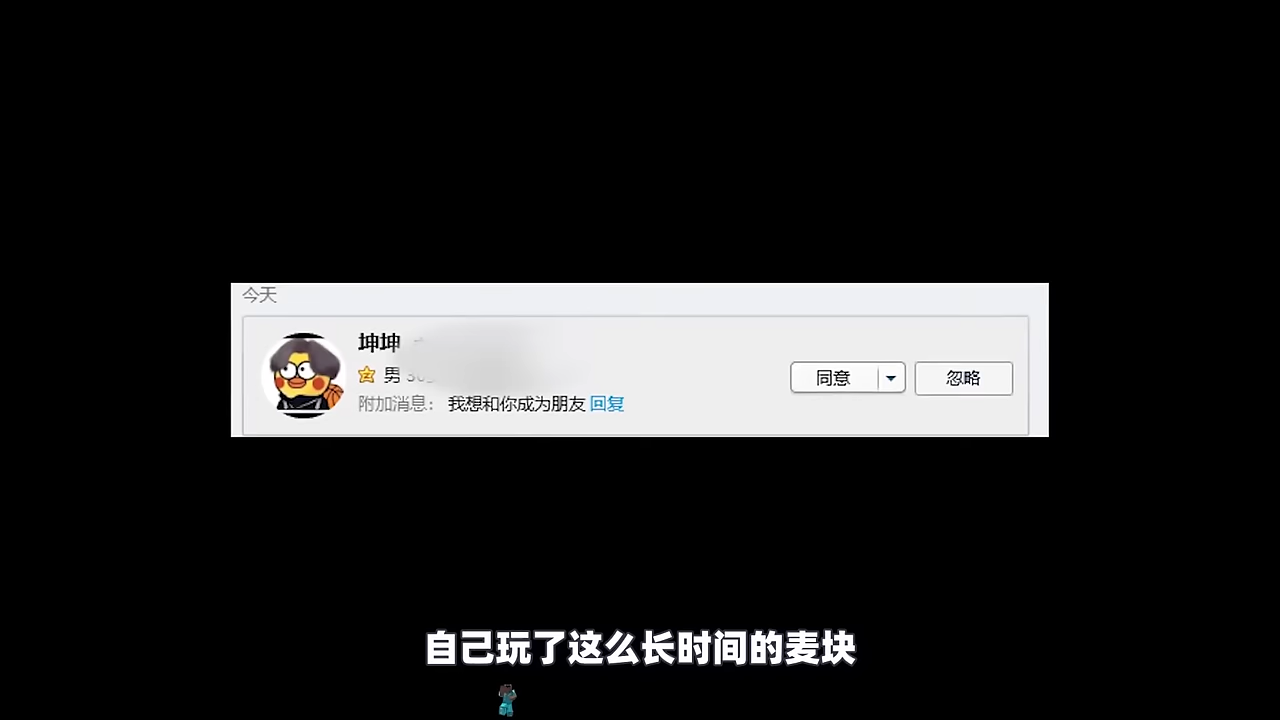 今天
坤坤
男
附加消息： 我想和你成为朋友 回复
同意
忽略
自己玩了这么长时间的麦块